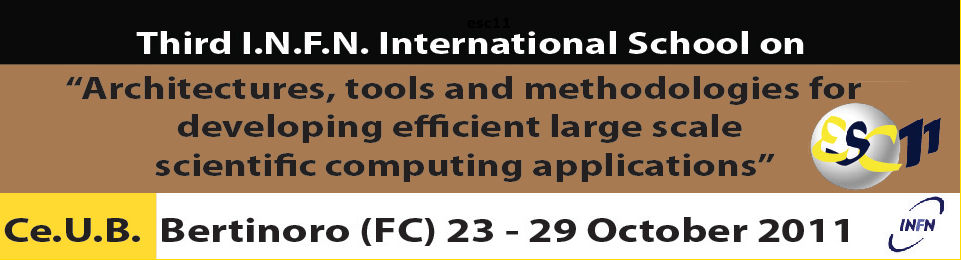 esc11
Third I.N.F.N. International School on
“Architectures, tools and methodologies for
developing efficient large scale
scientific computing applications”
ESC11
Ce.U.B. Bertinoro (FC) 23 - 29 October 2011
INFN